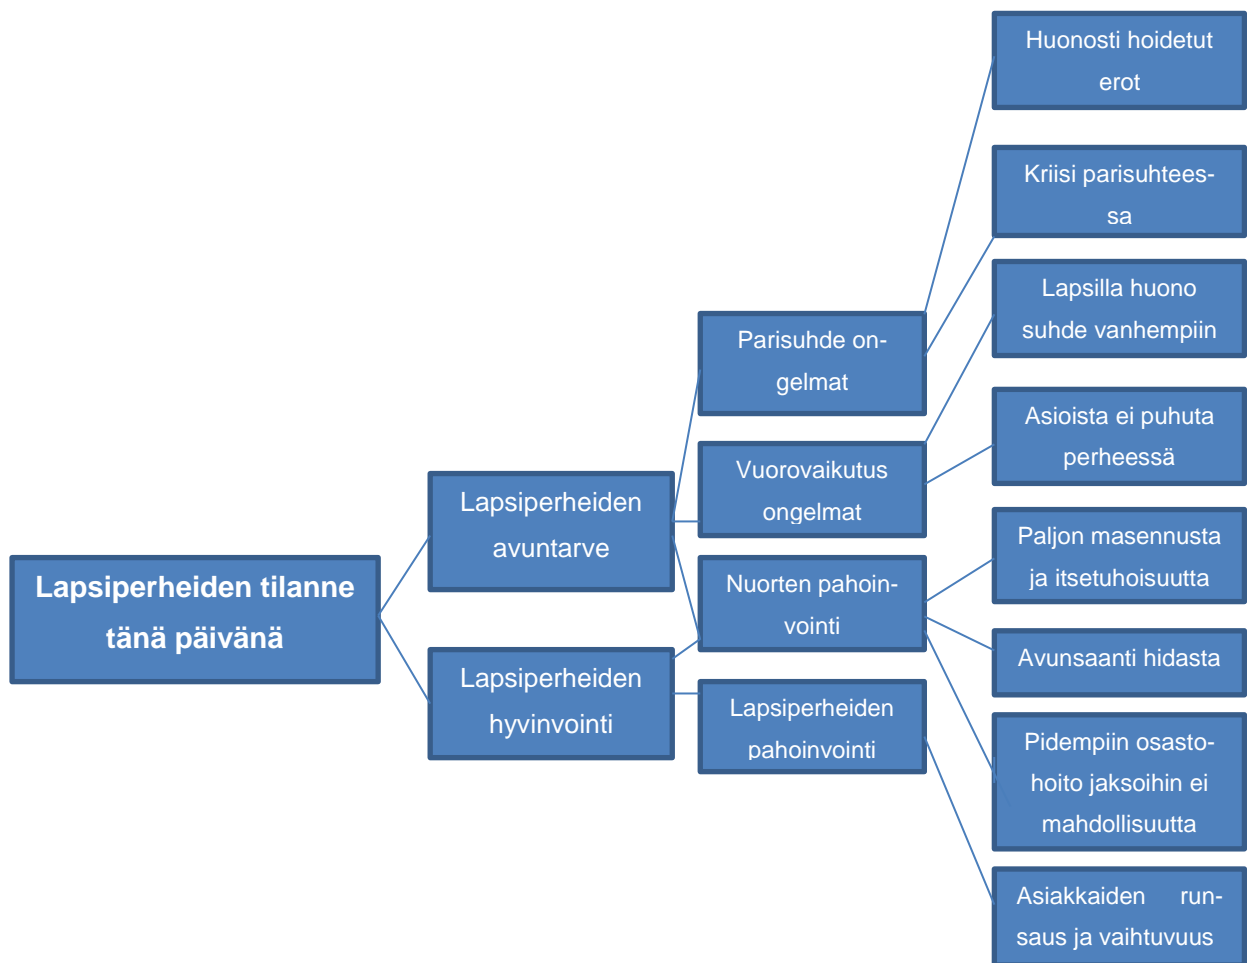 Lapsiperheiden tilanne
tänä päivänä
Lapsiperheiden
avuntarve
Lapsiperheiden
hyvinvointi
Parisuhde on-
gelmat
Vuorovaikutus
ongelmat
Nuorten pahoin-
vointi
Lapsiperheiden
pahoinvointi
Huonosti hoidetut
erot
Kriisi parisuhtees-
sa
Lapsilla huono
suhde vanhempiin
Asioista ei puhuta
perheessä
Paljon masennusta
ja itsetuhoisuutta
Avunsaanti hidasta
Pidempiin osasto-
hoito jaksoihin ei
mahdollisuutta
Asiakkaiden run-
saus ja vaihtuvuus